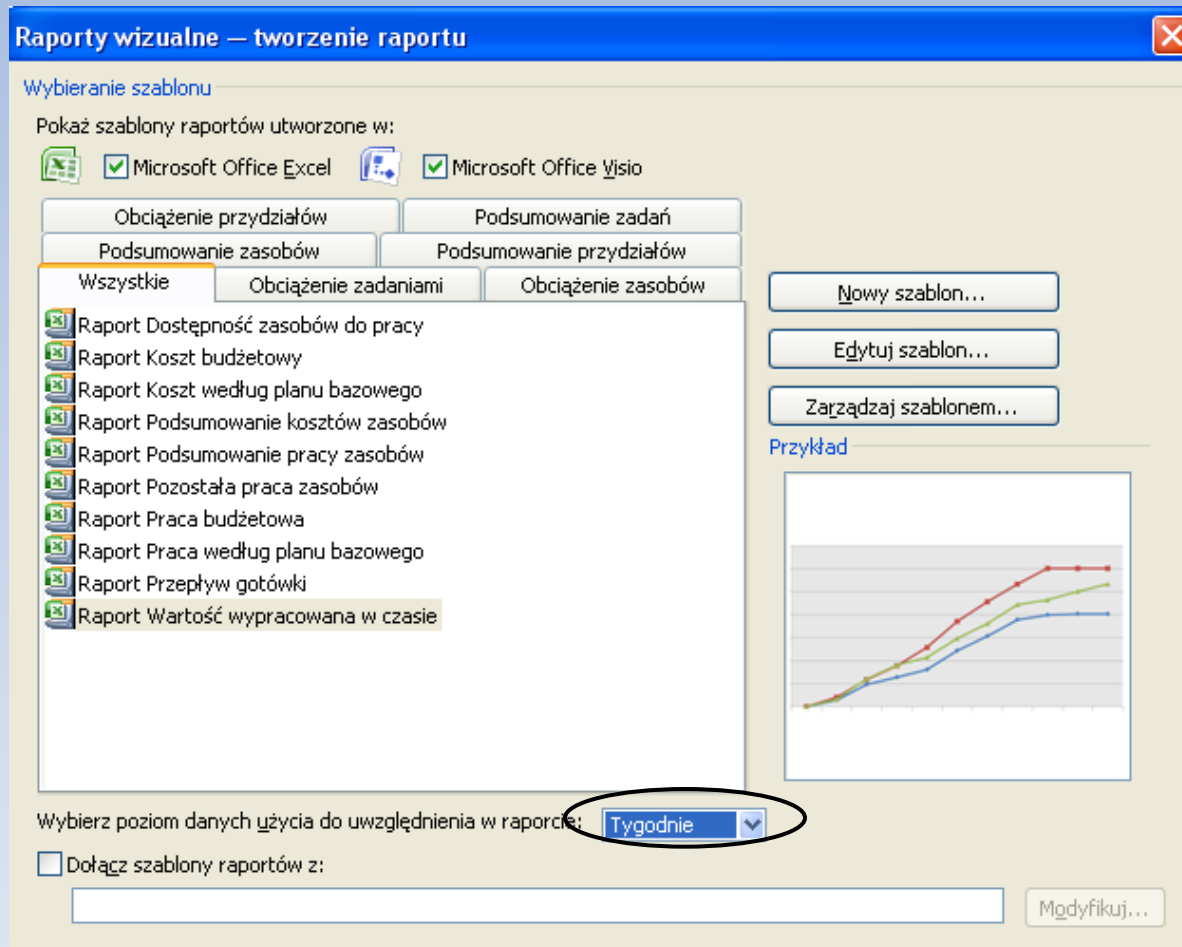 Raporty wizualne — tworzenie raportu
Wybieranie szablonu
Pokaż szablony raportów utworzone w:
Microsoft Office Excel Microsoft Office Visio
Obciążenie przydziałów Podsumowanie zadań
Podsumowanie zasobów Podsumowanie przydziałów
Wszystkie Obciążenie zadaniami Obciążenie zasobów
Raport Dostępność zasobów do pracy
Raport Koszt budżetowy
Raport Koszt według planu bazowego
Raport Podsumowanie kosztów zasobów
Raport Podsumowanie pracy zasobów
Raport Pozostała praca zasobów
Raport Praca budżetowa
Raport Praca według planu bazowego
Raport Przepływ gotówki
Raport Wartość wypracowana w czasie
Nowy szablon...
Edytuj szablon...
Zarządzaj szablonem...
Przykład
Wybierz poziom danych użycia do uwzględnienia w raporcie: Tygodnie
Dołącz szablony raportów z:
Modyfikuj...